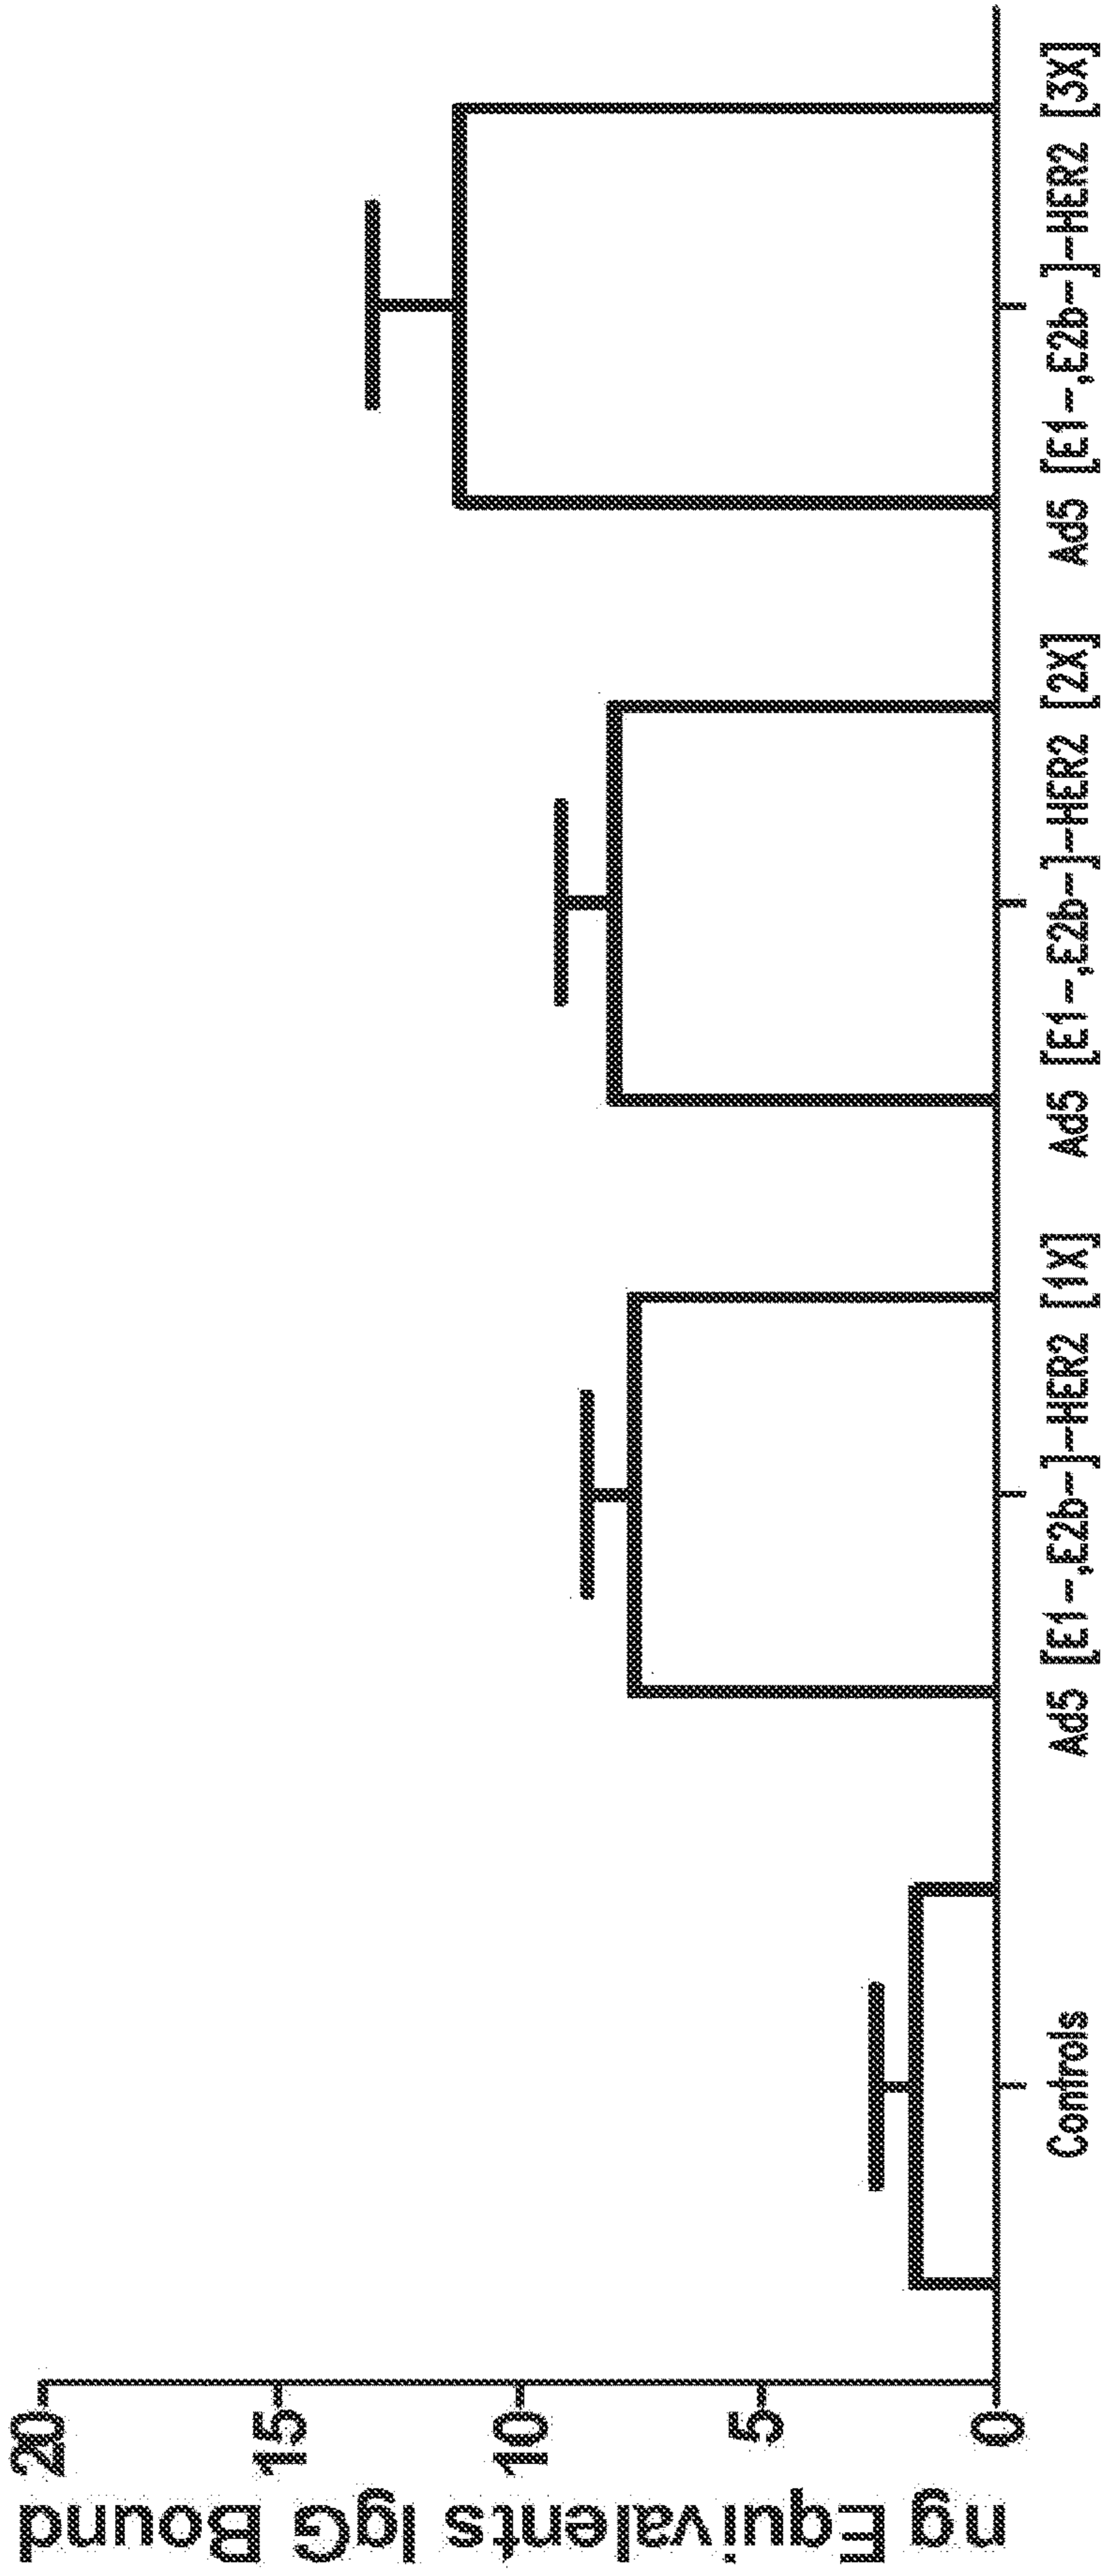 ng Equivalents IgG Bound
20
15
10
5
0
Controls
Ad5 [E1-,E2b-]-HER2 [1X]
Ad5 [E1-,E2b-]-HER2 [2X]
Ad5 [E1-,E2b-]-HER2 [3X]